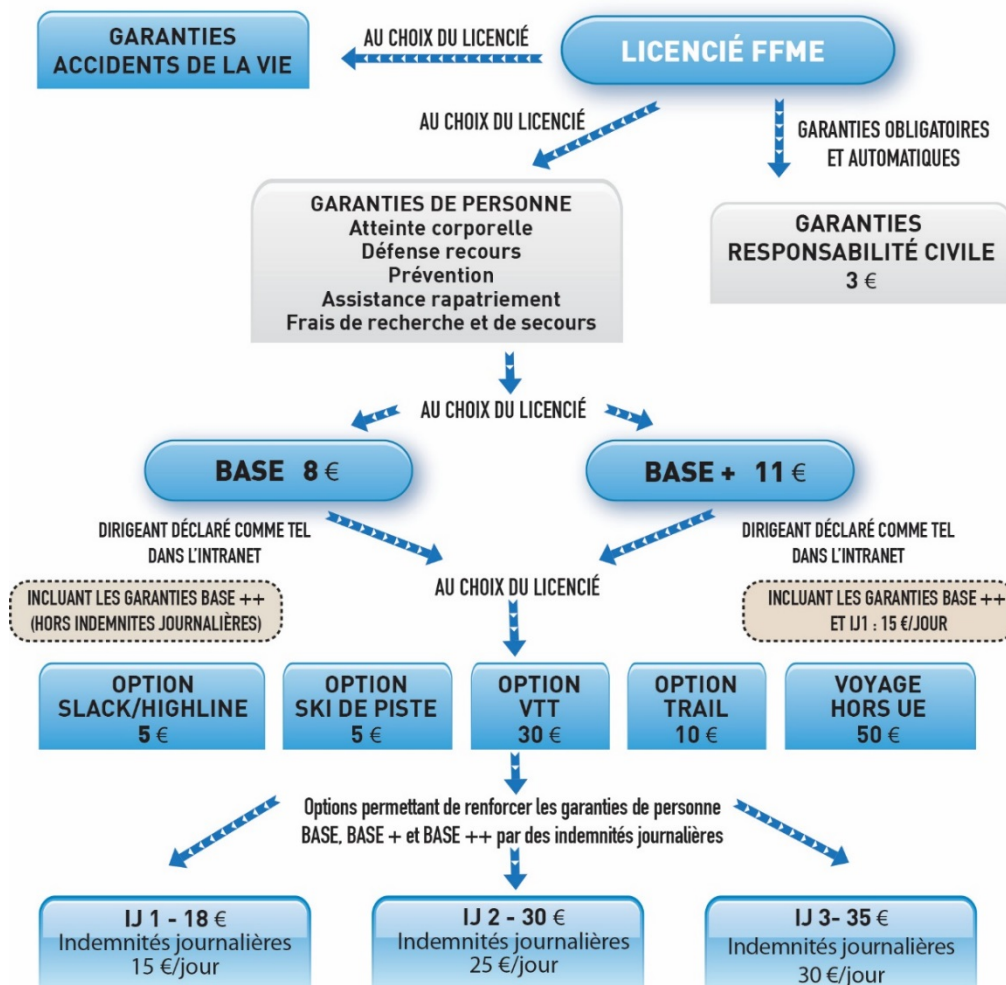 GARANTIES
ACCIDENTS DE LA VIE
AU CHOIX DU LICENCIÉ
LICENCIÉ FFME
AU CHOIX DU LICENCIÉ
GARANTIES OBLIGATOIRES
ET AUTOMATIQUES
GARANTIES DE PERSONNE
Atteinte corporelle
Défense recours
Prévention
Assistance rapatriement
Frais de recherche et de secours
GARANTIES
RESPONSABILITÉ CIVILE
3 €
AU CHOIX DU LICENCIÉ
BASE 8 €
BASE + 11 €
DIRIGEANT DÉCLARÉ COMME TEL
DANS L'INTRANET
DIRIGEANT DÉCLARÉ COMME TEL
DANS L'INTRANET
AU CHOIX DU LICENCIÉ
INCLUANT LES GARANTIES BASE ++
(HORS INDEMNITES JOURNALIÈRES)
INCLUANT LES GARANTIES BASE ++
ET IJ1 : 15 €/JOUR
OPTION
SLACK/HIGHLINE
5 €
OPTION
SKI DE PISTE
5 €
OPTION
VTT
30 €
OPTION
TRAIL
10 €
VOYAGE
HORS UE
50 €
Options permettant de renforcer les garanties de personne
BASE, BASE + et BASE ++ par des indemnités journalières
IJ 1 - 18 €
Indemnités journalières
15 €/jour
IJ 2 - 30 €
Indemnités journalières
25 €/jour
IJ 3- 35 €
Indemnités journalières
30 €/jour